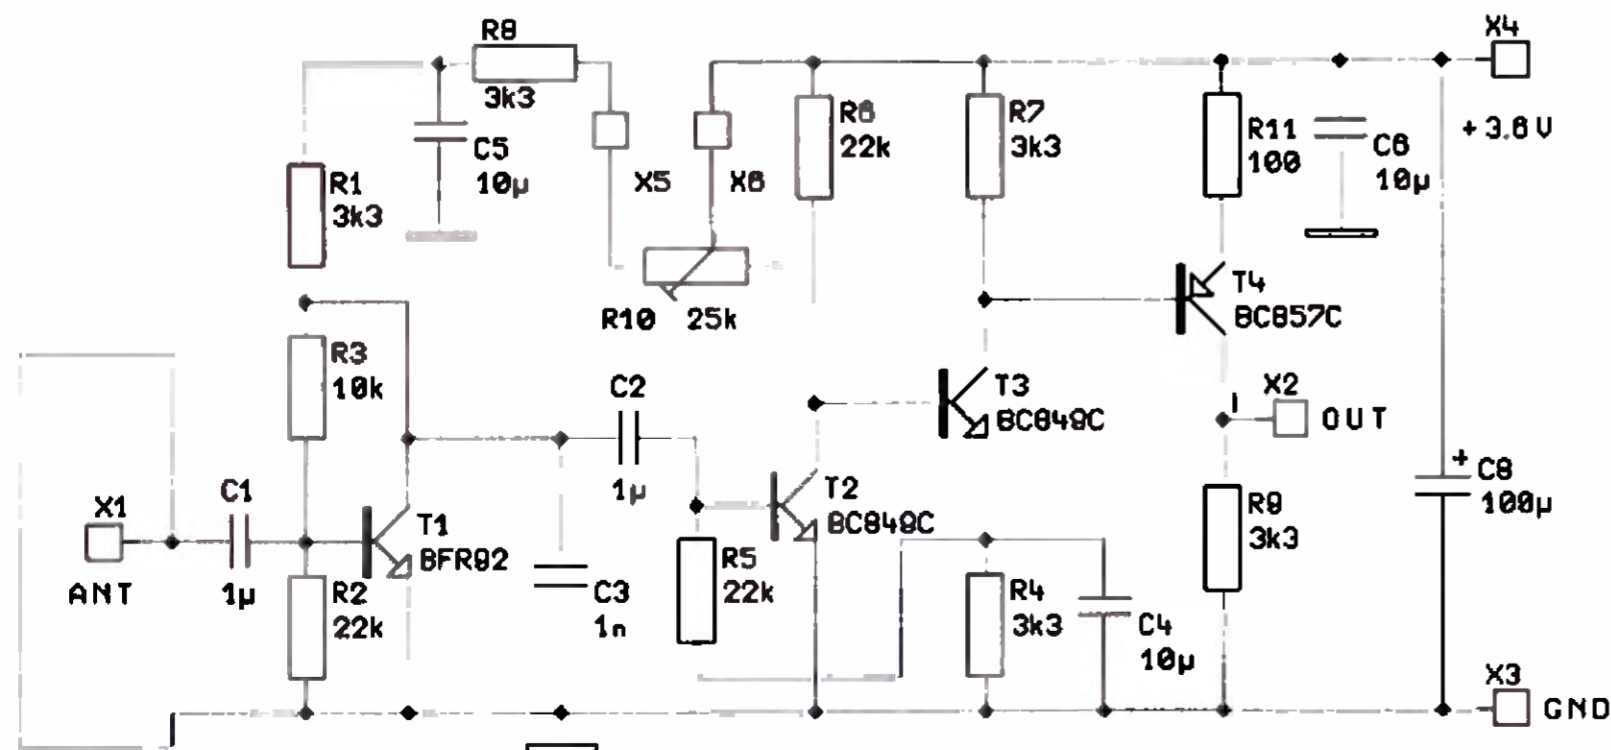 R8
3k3
C5
10µ
R1
3k3
X5
X6
R6
22k
R7
3k3
R11
100
C6
10µ
X4
+3.6V
R10 25k
T4
BC857C
R3
10k
C2
1µ
T3
BC849C
X2
OUT
X1
ANT
C1
1µ
T1
BFR92
R2
22k
C3
1n
R5
22k
T2
BC849C
R4
3k3
C4
10µ
R9
3k3
+
C8
100µ
X3
GND